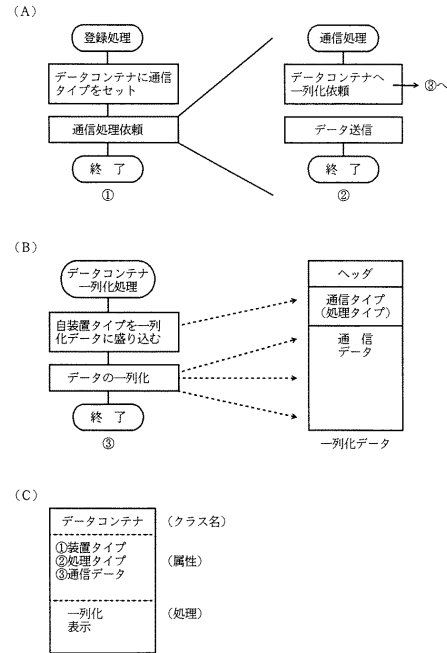 (A)
登録処理
データコンテナに通信
タイプをセット
通信処理依頼
終 了
①
通信処理
データコンテナへ
一列化依頼
③へ
データ送信
終 了
②
(B)
データコンテナ
一列化処理
自装置タイプを一列
化データに盛り込む
データの一列化
終 了
③
ヘッダ
通信タイプ
(処理タイプ)
通 信
データ
一列化データ
(C)
データコンテナ (クラス名)
①装置タイプ
②処理タイプ (属性)
③通信データ
一列化 (処理)
表示